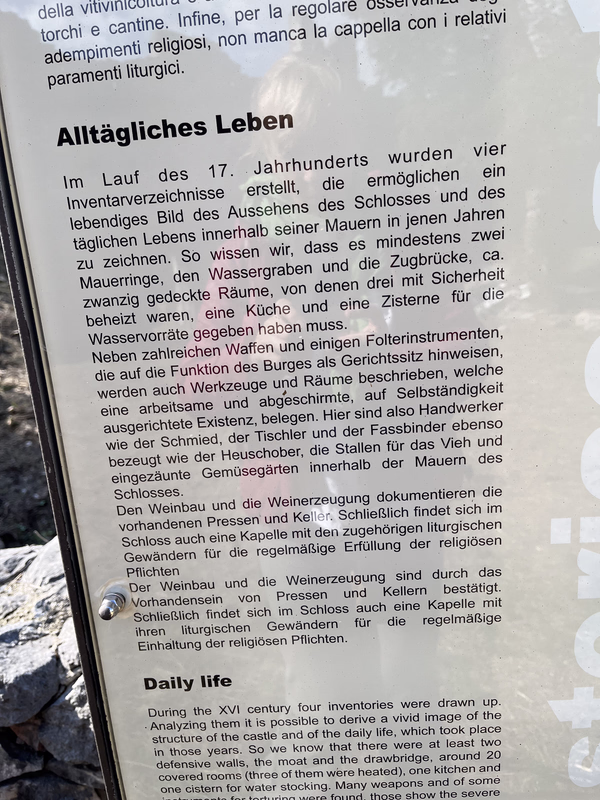 della vitivinicoltura
torchi e cantine. Infine, per la regolare osservanza
adempimenti religiosi, non manca la cappella con i relativi
paramenti liturgici.
Alltägliches Leben
Im Lauf des 17. Jahrhunderts wurden vier
Inventarverzeichnisse erstellt, die ermöglichen ein
lebendiges Bild des Aussehens des Schlosses und des
täglichen Lebens innerhalb seiner Mauern in jenen Jahren
zu zeichnen. So wissen wir, dass es mindestens zwei
Mauerringe, den Wassergraben und die Zugbrücke, ca.
zwanzig gedeckte Räume, von denen drei mit Sicherheit
beheizt waren, eine Küche und eine Zisterne für die
Wasservorräte gegeben haben muss.
Neben zahlreichen Waffen und einigen Folterinstrumenten,
die auf die Funktion des Burges als Gerichtssitz hinweisen,
werden auch Werkzeuge und Räume beschrieben, welche
eine arbeitsame und abgeschirmte, auf Selbständigkeit
ausgerichtete Existenz, belegen. Hier sind also Handwerker
wie der Schmied, der Tischler und der Fassbinder ebenso
bezeugt wie der Heuschober, die Stallen für das Vieh und
eingezäunte Gemüsegärten innerhalb der Mauern des
Schlosses.
Den Weinbau und die Weinerzeugung dokumentieren die
vorhandenen Pressen und Keller. Schließlich findet sich im
Schloss auch eine Kapelle mit den zugehörigen liturgischen
Gewändern für die regelmäßige Erfüllung der religiösen
Pflichten
Der Weinbau und die Weinerzeugung sind durch das
Vorhandensein von Pressen und Kellern bestätigt.
Schließlich findet sich im Schloss auch eine Kapelle mit
ihren liturgischen Gewändern für die regelmäßige
Einhaltung der religiösen Pflichten.
Daily life
During the XVI century four inventories were drawn up.
Analyzing them it is possible to derive a vivid image of the
structure of the castle and of the daily life, which took place
in those years. So we know that there were at least two
defensive walls, the moat and the drawbridge, around 20
covered rooms (three of them were heated), one kitchen and
one cistern for water stocking. Many weapons and of some
instruments for torturing were found, those show the severe